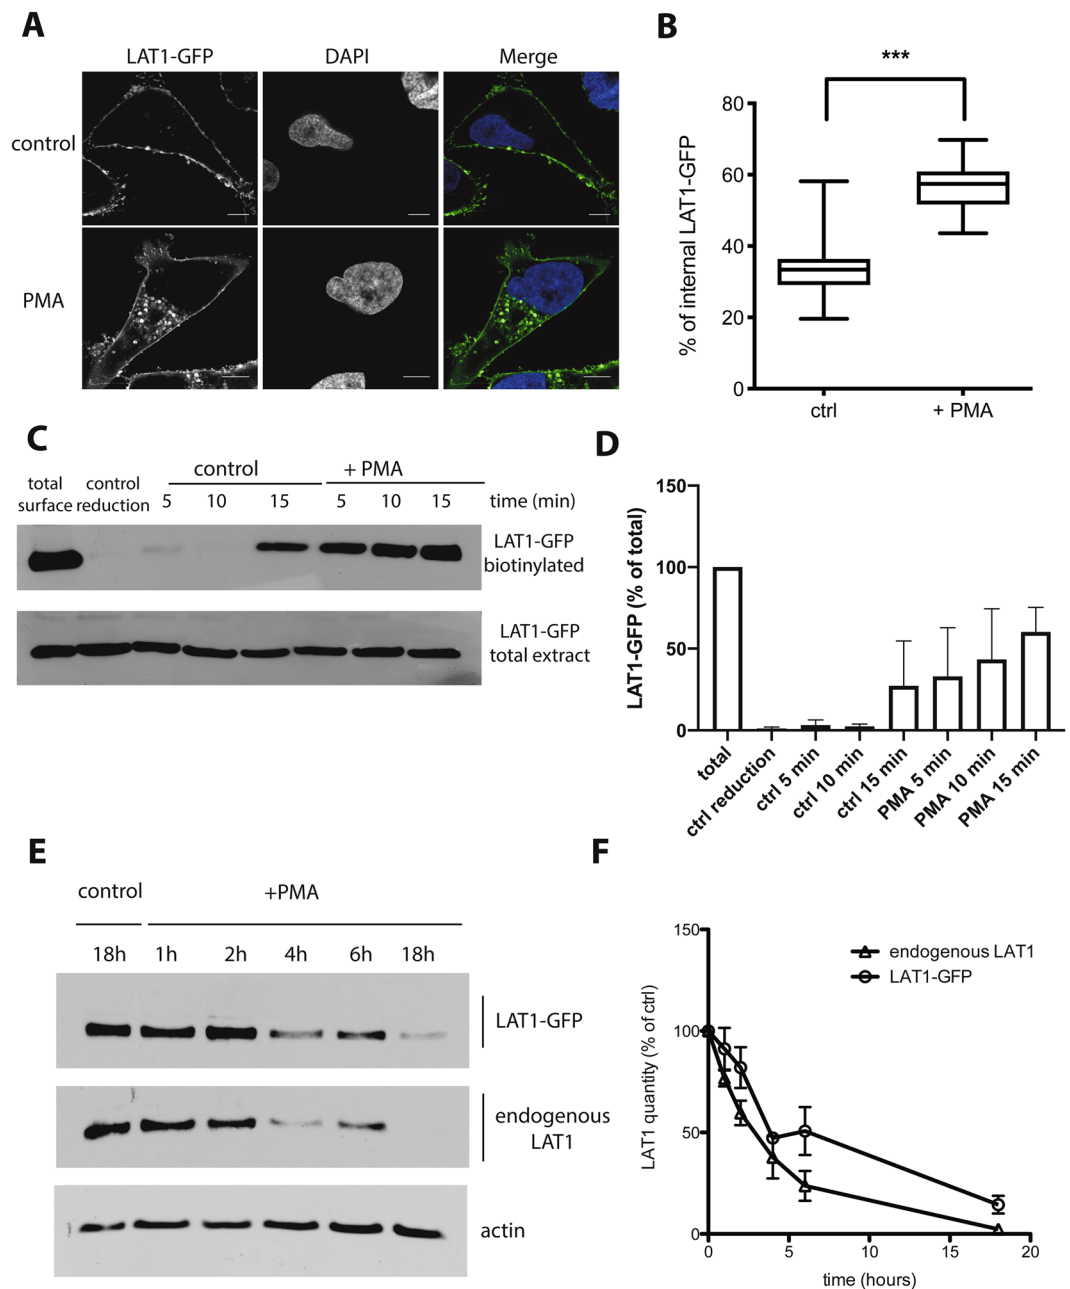 A
LAT1-GFP DAPI Merge
control
PMA
B
***
% of internal LAT1-GFP
80
60
40
20
0
ctrl + PMA
C
total surface
control reduction
control + PMA
5 10 15 5 10 15 time (min)
LAT1-GFP
biotinylated
LAT1-GFP
total extract
D
LAT1-GFP (% of total)
150
100
50
0
total
ctrl reduction
ctrl 5 min
ctrl 10 min
ctrl 15 min
PMA 5 min
PMA 10 min
PMA 15 min
E
control +PMA
18h 1h 2h 4h 6h 18h
LAT1-GFP
endogenous
LAT1
actin
F
LAT1 quantity (% of ctrl)
150
100
50
0
endogenous LAT1
LAT1-GFP
0 5 10 15 20
time (hours)